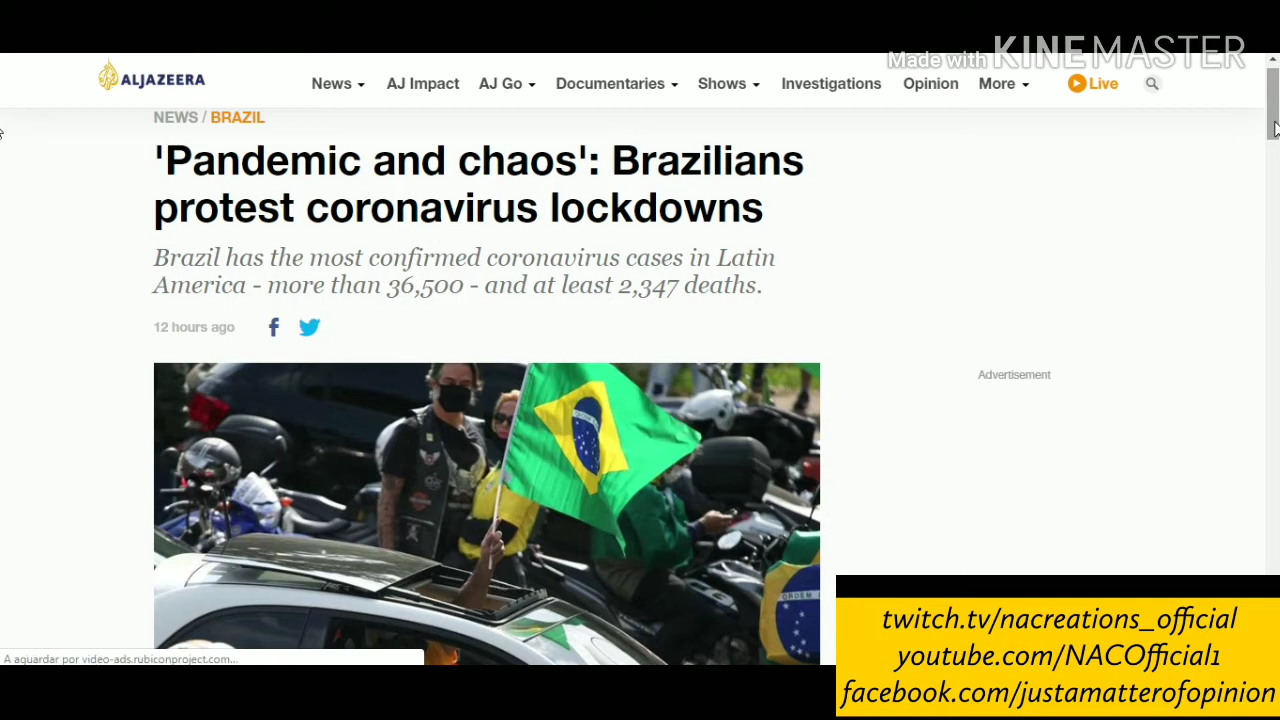 Made with KINEMASTER
ALJAZEERA
News AJ Impact AJ Go Documentaries Shows Investigations Opinion More Live
NEWS / BRAZIL
'Pandemic and chaos': Brazilians
protest coronavirus lockdowns
Brazil has the most confirmed coronavirus cases in Latin
America - more than 36,500 - and at least 2,347 deaths.
12 hours ago
Advertisement
ORDEM E
A aguardar por video-ads.rubiconproject.com...
twitch.tv/nacreations_official
youtube.com/NACOfficial1
facebook.com/justamatterofopinion